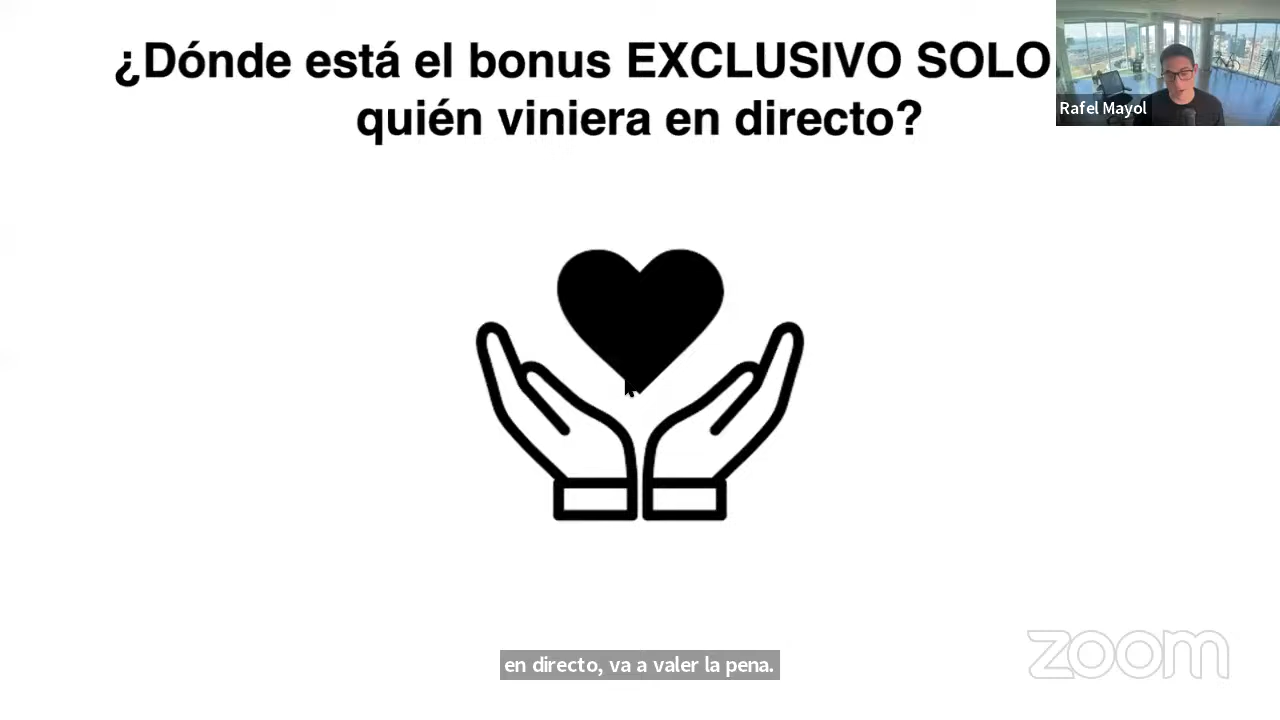 ¿Dónde está el bonus EXCLUSIVO SOLO
quién viniera en directo?
Rafel Mayol
en directo, va a valer la pena.
zoom